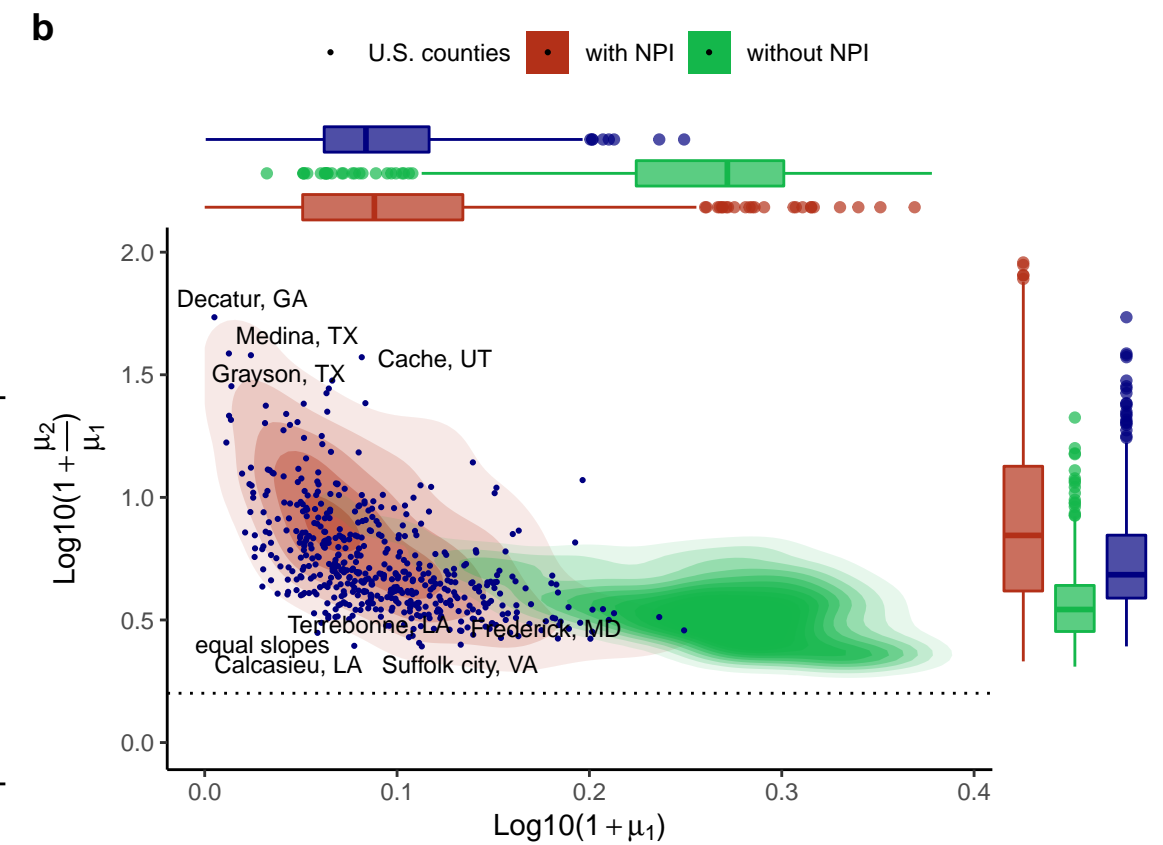 b
U.S. counties with NPI without NPI
2.0
Decatur, GA
Medina, TX
Cache, UT
1.5
Grayson, TX
Log10(1 + μ2/μ1)
1.0
0.5
Terrebonne, LA Frederick, MD
equal slopes
Calcasieu, LA Suffolk city, VA
0.0
0.0 0.1 0.2 0.3 0.4
Log10(1 + μ1)